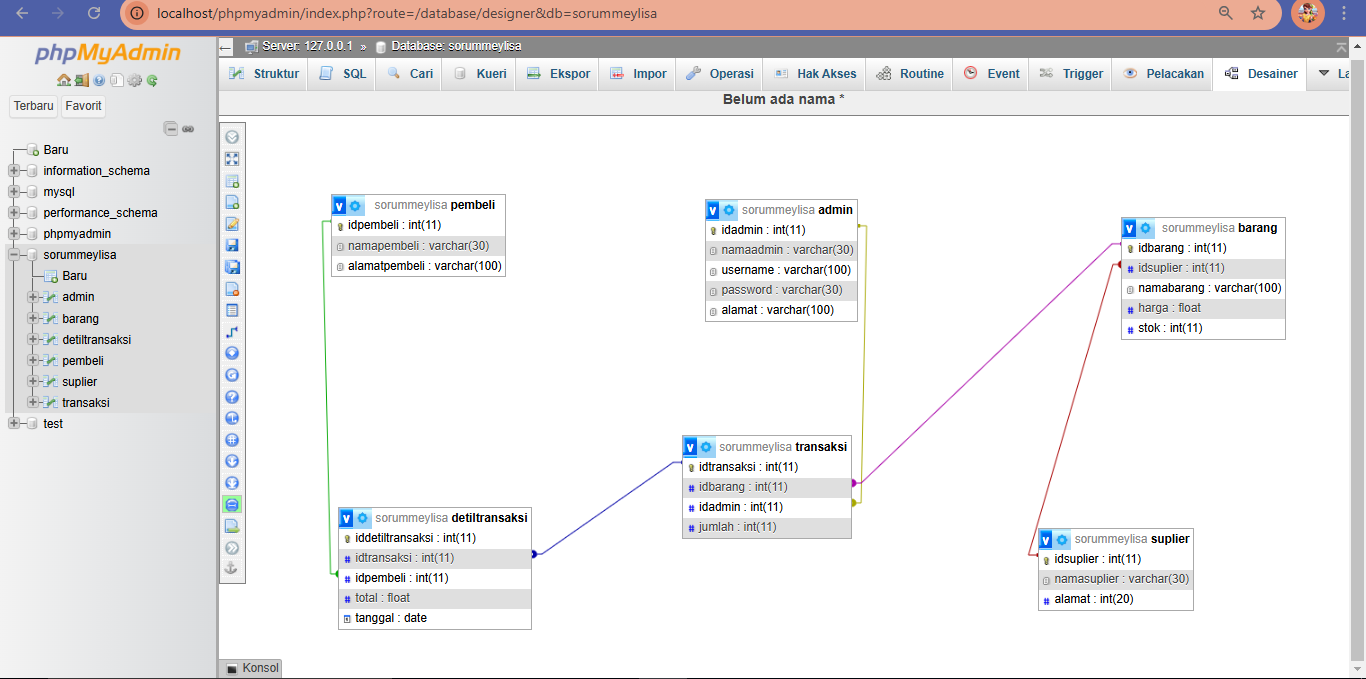 localhost/phpmyadmin/index.php?route=/database/designer&db=sorummeylisa
phpMyAdmin
Terbaru Favorit
Baru
information_schema
mysql
performance_schema
phpmyadmin
sorummeylisa
Baru
admin
barang
detiltransaksi
pembeli
suplier
transaksi
test
Server: 127.0.0.1 » Database: sorummeylisa
Struktur SQL Cari Kueri Ekspor Impor Operasi Hak Akses Routine Event Trigger Pelacakan Desainer La
Belum ada nama *
sorummeylisa pembeli
idpembeli : int(11)
namapembeli : varchar(30)
alamatpembeli : varchar(100)
sorummeylisa admin
idadmin : int(11)
namaadmin : varchar(30)
username : varchar(100)
password : varchar(30)
alamat : varchar(100)
sorummeylisa barang
idbarang : int(11)
idsuplier : int(11)
namabarang : varchar(100)
harga : float
stok : int(11)
sorummeylisa transaksi
idtransaksi : int(11)
idbarang : int(11)
idadmin : int(11)
jumlah : int(11)
sorummeylisa detiltransaksi
iddetiltransaksi : int(11)
idtransaksi : int(11)
idpembeli : int(11)
total : float
tanggal : date
sorummeylisa suplier
idsuplier : int(11)
namasuplier : varchar(30)
alamat : int(20)
Konsol